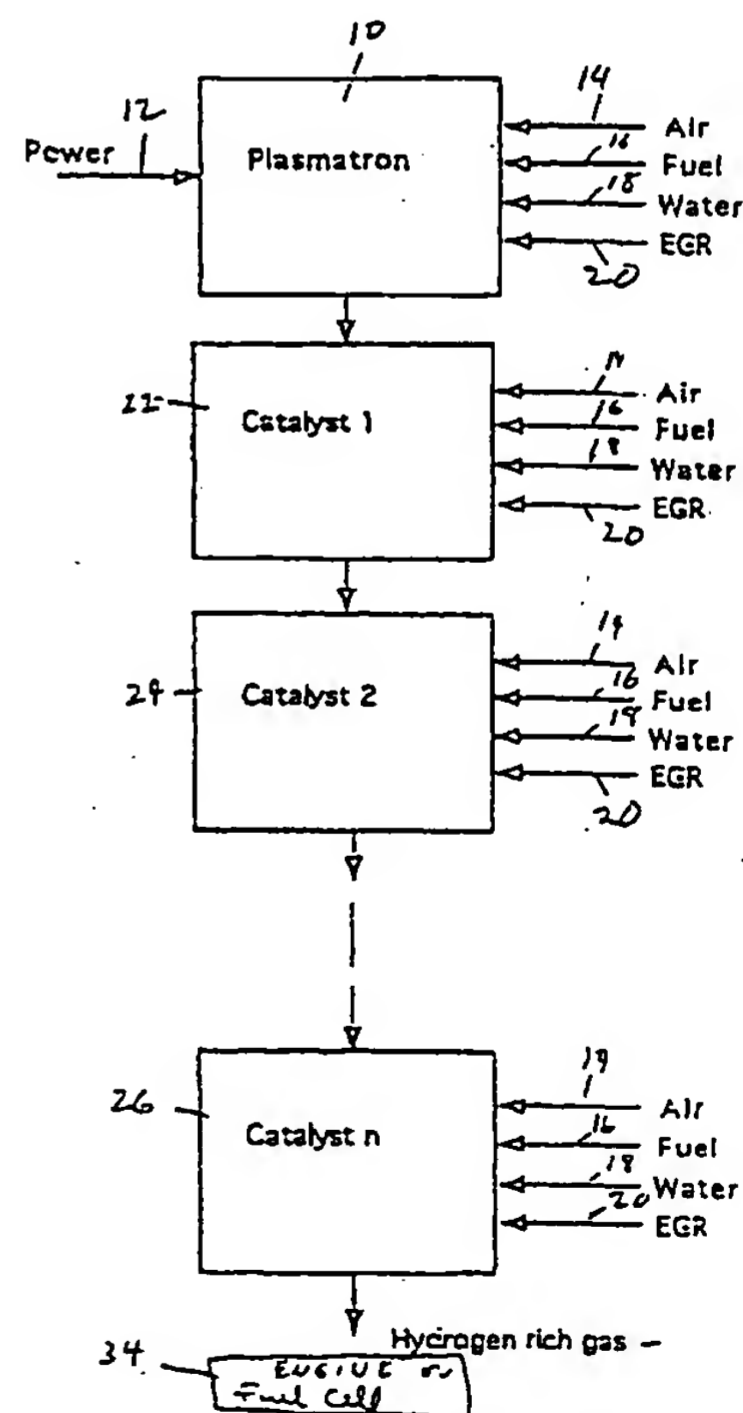 10
12
Power
Plasmatron
14
Air
16
Fuel
18
Water
EGR
20
22
Catalyst 1
14
Air
16
Fuel
18
Water
EGR
20
24
Catalyst 2
14
Air
16
Fuel
18
Water
EGR
20
26
Catalyst n
Air
16
Fuel
18
Water
20
EGR
Hydrogen rich gas
34
ENGINE or
Fuel Cell